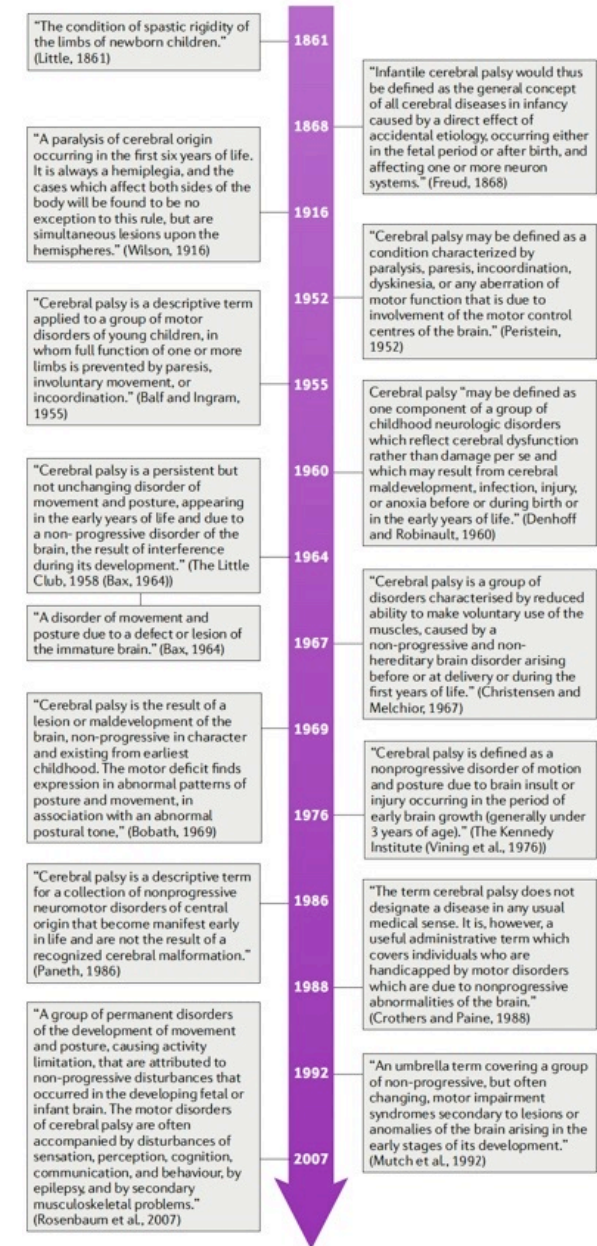 "The condition of spastic rigidity of
the limbs of newborn children."
(Little, 1861)
1861
"Infantile cerebral palsy would thus
be defined as the general concept
of all cerebral diseases in infancy
caused by a direct effect of
accidental etiology, occurring either
in the fetal period or after birth, and
affecting one or more neuron
systems." (Freud, 1868)
1868
"A paralysis of cerebral origin
occurring in the first six years of life.
It is always a hemiplegia, and the
cases which affect both sides of the
body will be found to be no
exception to this rule, but are
simultaneous lesions upon the
hemispheres." (Wilson, 1916)
1916
"Cerebral palsy may be defined as a
condition characterized by
paralysis, paresis, incoordination,
dyskinesia, or any aberration of
motor function that is due to
involvement of the motor control
centres of the brain." (Peristein,
1952)
1952
"Cerebral palsy is a descriptive term
applied to a group of motor
disorders of young children, in
whom full function of one or more
limbs is prevented by paresis,
involuntary movement, or
incoordination." (Balf and Ingram,
1955)
1955
Cerebral palsy "may be defined as
one component of a group of
childhood neurologic disorders
which reflect cerebral dysfunction
rather than damage per se and
which may result from cerebral
maldevelopment, infection, injury,
or anoxia before or during birth or
in the early years of life." (Denhoff
and Robinault, 1960)
1960
"Cerebral palsy is a persistent but
not unchanging disorder of
movement and posture, appearing
in the early years of life and due to
a non- progressive disorder of the
brain, the result of interference
during its development." (The Little
Club, 1958 (Bax, 1964))
1964
"A disorder of movement and
posture due to a defect or lesion of
the immature brain." (Bax, 1964)
"Cerebral palsy is a group of
disorders characterised by reduced
ability to make voluntary use of the
muscles, caused by a
non-progressive and non-
hereditary brain disorder arising
before or at delivery or during the
first years of life." (Christensen and
Melchior, 1967)
1967
"Cerebral palsy is the result of a
lesion or maldevelopment of the
brain, non-progressive in character
and existing from earliest
childhood. The motor deficit finds
expression in abnormal patterns of
posture and movement, in
association with an abnormal
postural tone," (Bobath, 1969)
1969
"Cerebral palsy is defined as a
nonprogressive disorder of motion
and posture due to brain insult or
injury occurring in the period of
early brain growth (generally under
3 years of age)." (The Kennedy
Institute (Vining et al., 1976))
1976
"Cerebral palsy is a descriptive term
for a collection of nonprogressive
neuromotor disorders of central
origin that become manifest early
in life and are not the result of a
recognized cerebral malformation."
(Paneth, 1986)
1986
"The term cerebral palsy does not
designate a disease in any usual
medical sense. It is, however, a
useful administrative term which
covers individuals who are
handicapped by motor disorders
which are due to nonprogressive
abnormalities of the brain."
(Crothers and Paine, 1988)
1988
"An umbrella term covering a group
of non-progressive, but often
changing, motor impairment
syndromes secondary to lesions or
anomalies of the brain arising in the
early stages of its development."
(Mutch et al., 1992)
1992
"A group of permanent disorders
of the development of movement
and posture, causing activity
limitation, that are attributed to
non-progressive disturbances that
occurred in the developing fetal or
infant brain. The motor disorders
of cerebral palsy are often
accompanied by disturbances of
sensation, perception, cognition,
communication, and behaviour, by
epilepsy, and by secondary
musculoskeletal problems."
(Rosenbaum et al., 2007)
2007